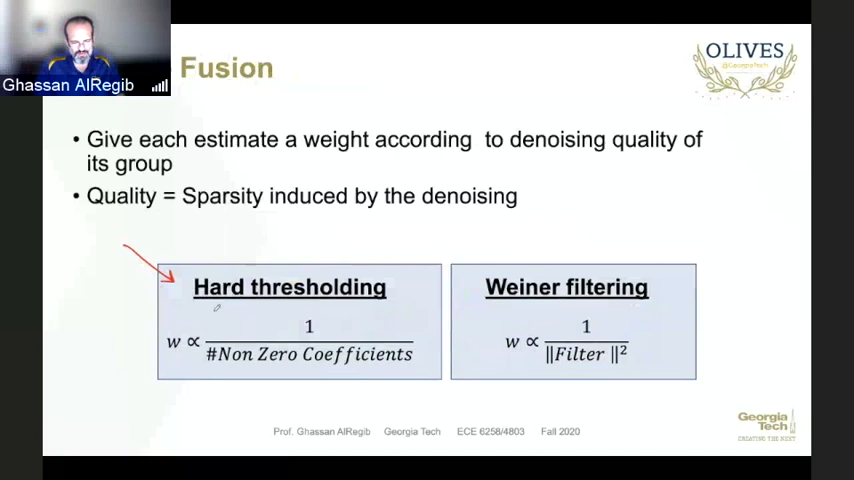 Ghassan AlRegib
Fusion
OLIVES
@GeorgiaTech
• Give each estimate a weight according to denoising quality of
its group
• Quality = Sparsity induced by the denoising
Hard thresholding
w ∝ 1 / #Non Zero Coefficients
Weiner filtering
w ∝ 1 / ‖Filter ‖²
Prof. Ghassan AlRegib Georgia Tech ECE 6258/4803 Fall 2020
Georgia
Tech
CREATING THE NEXT